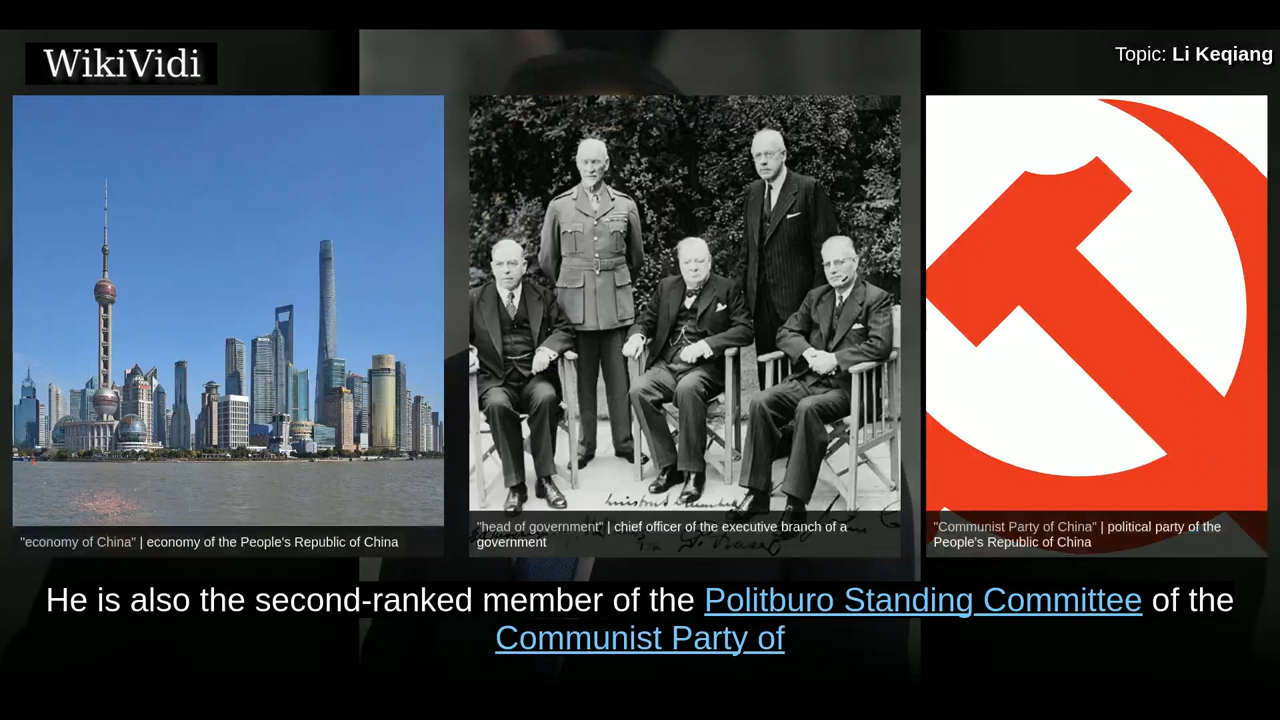 WikiVidi
Topic: Li Keqiang
"economy of China" | economy of the People's Republic of China
"head of government" | chief officer of the executive branch of a
government
"Communist Party of China" | political party of the
People's Republic of China
He is also the second-ranked member of the Politburo Standing Committee of the
Communist Party of